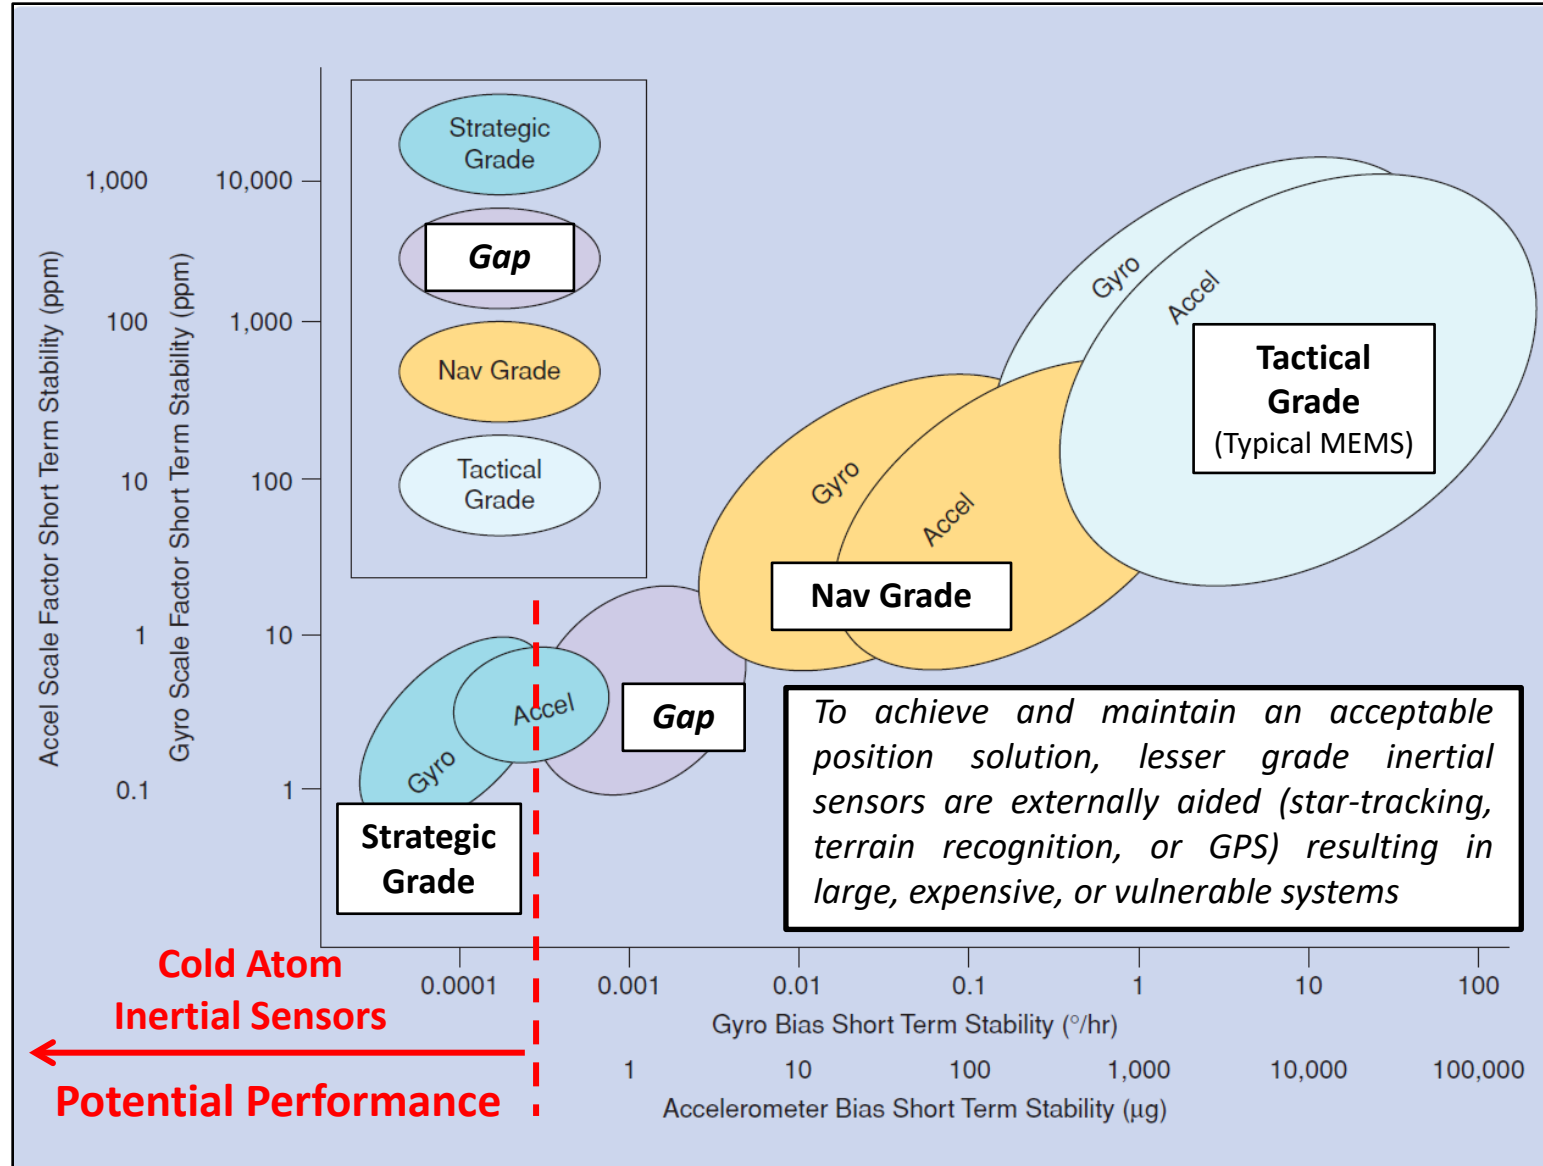 Strategic
Grade
Gap
Nav Grade
Tactical
Grade
Accel Scale Factor Short Term Stability (ppm)
1,000
100
10
1
0.1
Gyro Scale Factor Short Term Stability (ppm)
10,000
1,000
100
10
1
Gyro
Accel
Tactical
Grade
(Typical MEMS)
Gyro
Accel
Nav Grade
Gap
Accel
Gyro
Strategic
Grade
To achieve and maintain an acceptable
position solution, lesser grade inertial
sensors are externally aided (star-tracking,
terrain recognition, or GPS) resulting in
large, expensive, or vulnerable systems
Cold Atom
Inertial Sensors
Potential Performance
0.0001 0.001 0.01 0.1 1 10 100
Gyro Bias Short Term Stability (°/hr)
1 10 100 1,000 10,000 100,000
Accelerometer Bias Short Term Stability (µg)